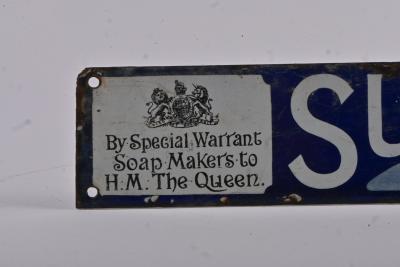 By Special Warrant
Soap Makers to
H.M. The Queen.
SU